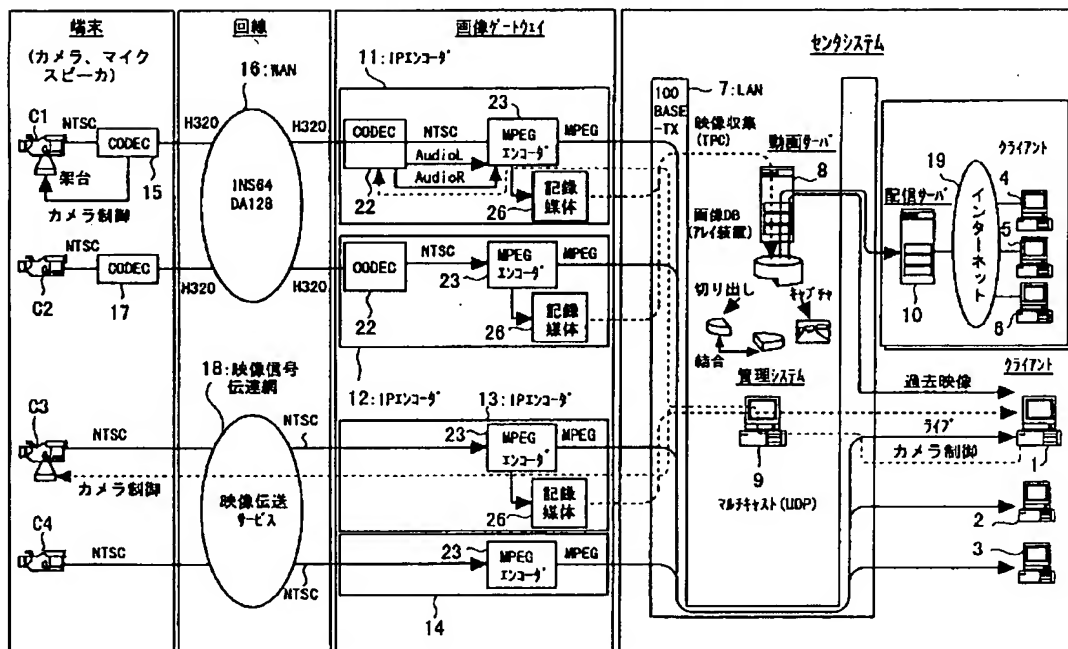 端末
(カメラ、マイク
スピーカ)
C1
NTSC
CODEC
架台
カメラ制御
15
C2
NTSC
CODEC
17
C3
NTSC
カメラ制御
C4
NTSC
回線
16:WAN
H320
H320
INS64
DA128
H320
H320
18:映像信号
伝達網
NTSC
映像伝送
サービス
NTSC
画像ゲートウェイ
11:IPエンコーダ
CODEC
NTSC
23
MPEG
エンコーダ
MPEG
AudioL
AudioR
22
26
記録
媒体
CODEC
NTSC
MPEG
エンコーダ
MPEG
23
22
26
記録
媒体
12:IPエンコーダ
13:IPエンコーダ
23
MPEG
エンコーダ
MPEG
26
記録
媒体
23
MPEG
エンコーダ
MPEG
14
センタシステム
100
BASE
-TX
7:LAN
映像収集
(TPC)
動画サーバ
8
画像DB
(アレイ装置)
切り出し
キャプチャ
結合
管理システム
9
マルチキャスト(UDP)
配信サーバ
10
19
インターネット
クライアント
4
5
6
クライアント
過去映像
ライブ
カメラ制御
1
2
3